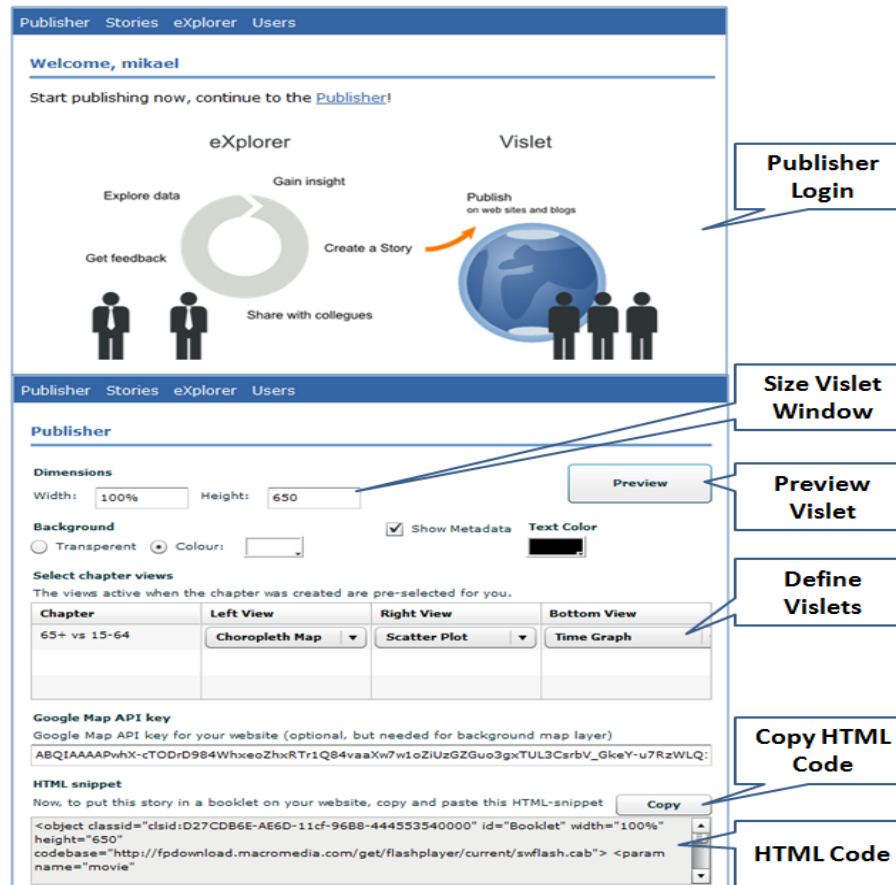 Publisher Stories eXplorer Users
Welcome, mikael
Start publishing now, continue to the Publisher!
eXplorer
Vislet
Gain insight
Explore data
Publish
on web sites and blogs
Create a Story
Get feedback
Share with collegues
Publisher
Login
Publisher Stories eXplorer Users
Size Vislet
Window
Publisher
Dimensions
Width: 100% Height: 650
Preview
Preview
Vislet
Background
Show Metadata Text Color
Transperent Colour:
Select chapter views
The views active when the chapter was created are pre-selected for you.
Define
Vislets
Chapter Left View Right View Bottom View
65+ vs 15-64 Choropleth Map Scatter Plot Time Graph
Google Map API key
Google Map API key for your website (optional, but needed for background map layer)
ABQIAAAAPwhX-cTODrD984WhxeoZhxRTr1Q84vaaXw7w1oZiUzGZGuo3gxTUL3CsrbV_GkeY-u7RzWLQ:
Copy HTML
Code
HTML snippet
Now, to put this story in a booklet on your website, copy and paste this HTML-snippet Copy
<object classid="clsid:D27CDB6E-AE6D-11cf-96B8-444553540000" id="Booklet" width="100%"
height="650"
codebase="http://fpdownload.macromedia.com/get/flashplayer/current/swflash.cab"> <param
name="movie"
HTML Code